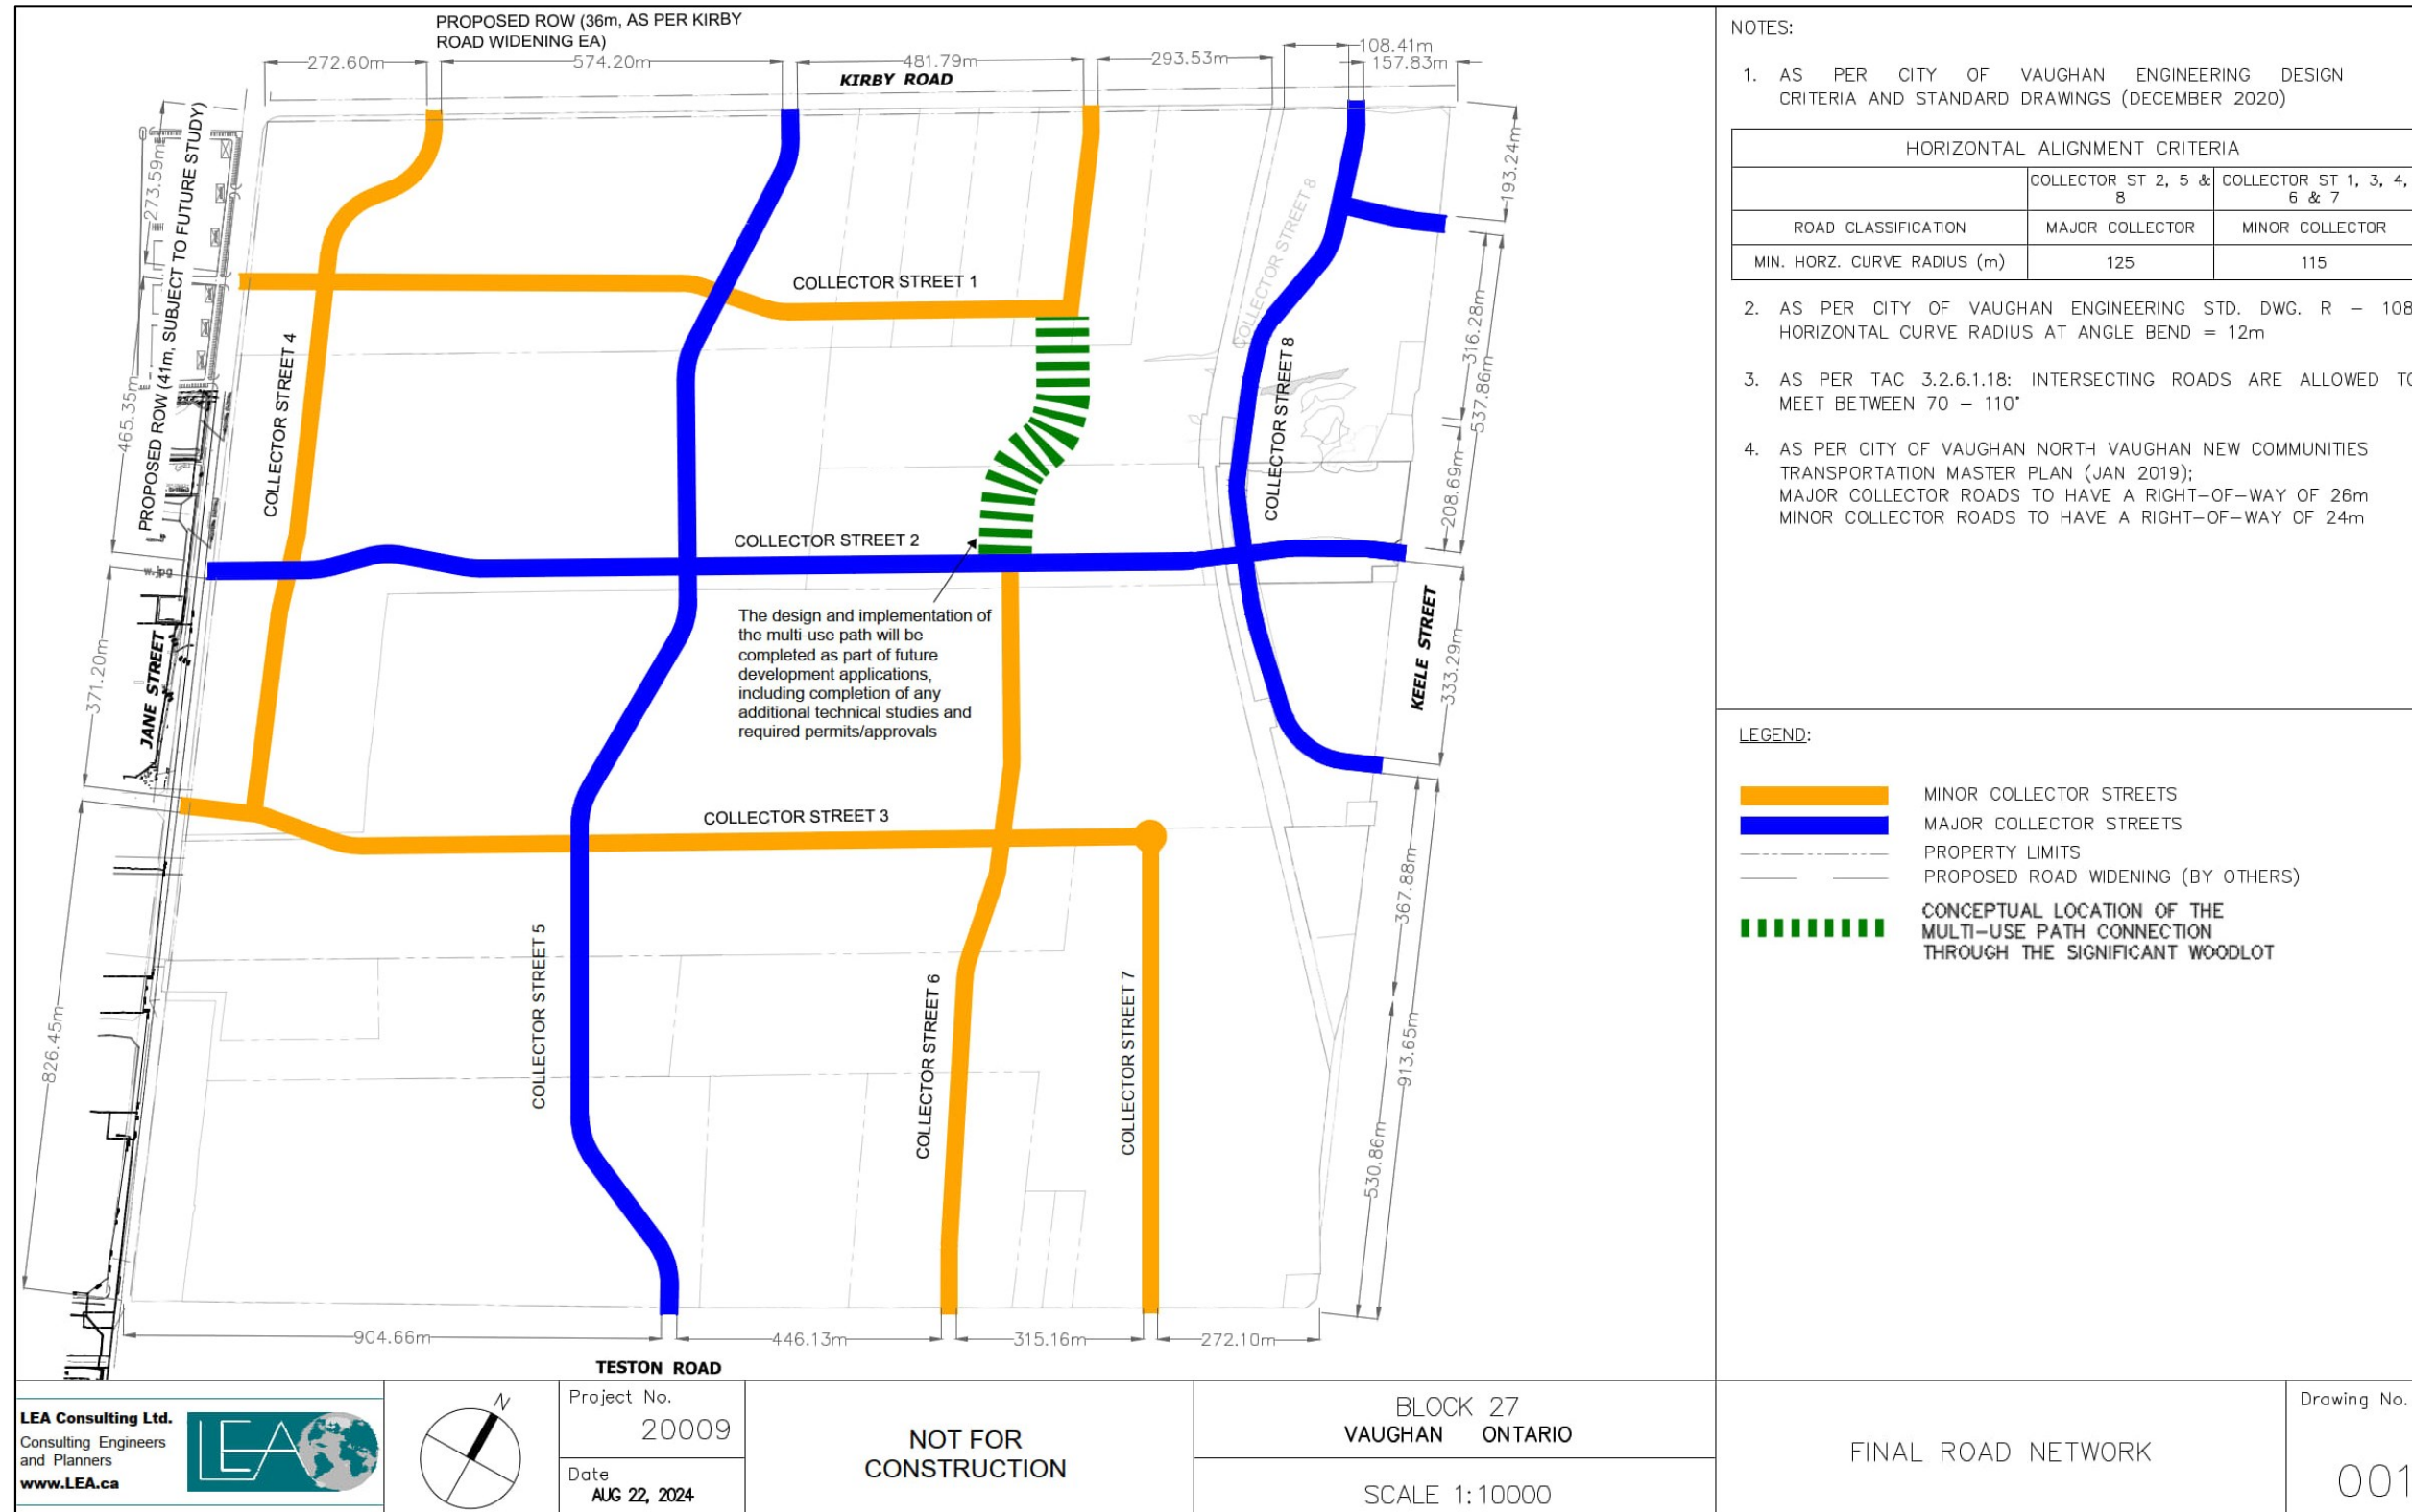 PROPOSED ROW (36m, AS PER KIRBY
ROAD WIDENING EA)
272.60m
574.20m
481.79m
293.53m
108.41m
157.83m
KIRBY ROAD
193.24m
273.59m
PROPOSED ROW (41m, SUBJECT TO FUTURE STUDY)
465.35m
COLLECTOR STREET 1
COLLECTOR STREET 8
COLLECTOR STREET 4
COLLECTOR STREET 8
316.28m
537.86m
208.69m
COLLECTOR STREET 2
w.jpg
The design and implementation of
the multi-use path will be
completed as part of future
development applications,
including completion of any
additional technical studies and
required permits/approvals
371.20m
JANE STREET
KEELE STREET
333.29m
COLLECTOR STREET 3
826.45m
COLLECTOR STREET 5
COLLECTOR STREET 6
COLLECTOR STREET 7
367.88m
913.65m
530.86m
904.66m
446.13m
315.16m
272.10m
TESTON ROAD
NOTES:
1. AS PER CITY OF VAUGHAN ENGINEERING DESIGN
CRITERIA AND STANDARD DRAWINGS (DECEMBER 2020)
HORIZONTAL ALIGNMENT CRITERIA
COLLECTOR ST 2, 5 &
8
COLLECTOR ST 1, 3, 4,
6 & 7
ROAD CLASSIFICATION MAJOR COLLECTOR MINOR COLLECTOR
MIN. HORZ. CURVE RADIUS (m) 125 115
2. AS PER CITY OF VAUGHAN ENGINEERING STD. DWG. R – 108
HORIZONTAL CURVE RADIUS AT ANGLE BEND = 12m
3. AS PER TAC 3.2.6.1.18: INTERSECTING ROADS ARE ALLOWED TO
MEET BETWEEN 70 – 110°
4. AS PER CITY OF VAUGHAN NORTH VAUGHAN NEW COMMUNITIES
TRANSPORTATION MASTER PLAN (JAN 2019);
MAJOR COLLECTOR ROADS TO HAVE A RIGHT-OF-WAY OF 26m
MINOR COLLECTOR ROADS TO HAVE A RIGHT-OF-WAY OF 24m
LEGEND:
MINOR COLLECTOR STREETS
MAJOR COLLECTOR STREETS
PROPERTY LIMITS
PROPOSED ROAD WIDENING (BY OTHERS)
CONCEPTUAL LOCATION OF THE
MULTI-USE PATH CONNECTION
THROUGH THE SIGNIFICANT WOODLOT
LEA Consulting Ltd.
Consulting Engineers
and Planners
www.LEA.ca
LEA
N
Project No.
20009
Date
AUG 22, 2024
NOT FOR
CONSTRUCTION
BLOCK 27
VAUGHAN ONTARIO
SCALE 1:10000
FINAL ROAD NETWORK
Drawing No.
001